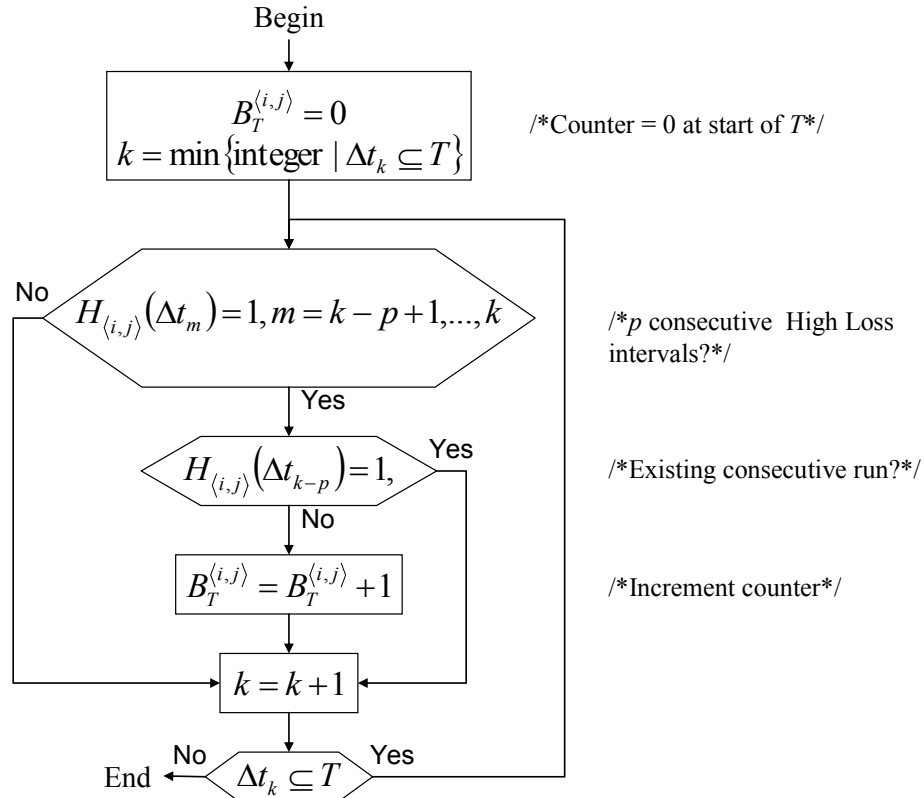 Begin
B_T^⟨i,j⟩ = 0
k = min{integer | Δt_k ⊆ T}
/*Counter = 0 at start of T*/
No
H_⟨i,j⟩(Δt_m) = 1, m = k − p + 1,..., k
/*p consecutive High Loss
intervals?*/
Yes
H_⟨i,j⟩(Δt_{k−p}) = 1,
Yes
/*Existing consecutive run?*/
No
B_T^⟨i,j⟩ = B_T^⟨i,j⟩ + 1
/*Increment counter*/
k = k + 1
End
No
Δt_k ⊆ T
Yes